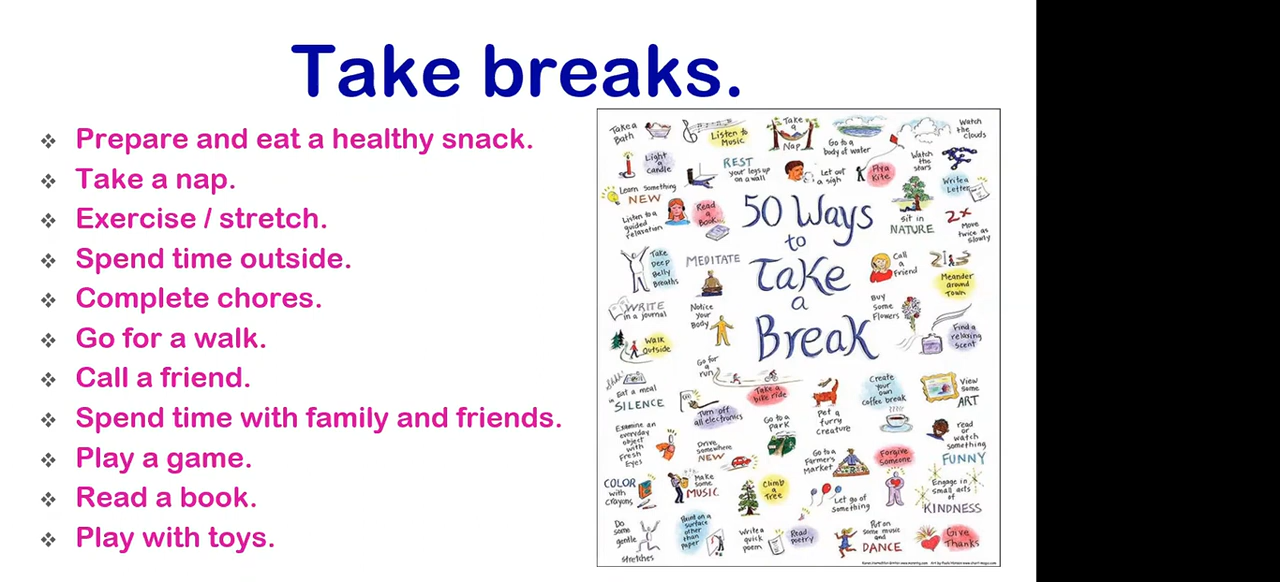 Take breaks.
Prepare and eat a healthy snack.
Take a nap.
Exercise / stretch.
Spend time outside.
Complete chores.
Go for a walk.
Call a friend.
Spend time with family and friends.
Play a game.
Read a book.
Play with toys.
Take a
Bath
Listen to
Music
Take
a
Nap
Go to a
body of water
Watch
the
clouds
Light
a
candle
REST
your legs up
on a wall
Let out
a sigh
Fly a
Kite
Watch
the
stars
Learn something
NEW
Write a
Letter
Listen to a
guided
relaxation
Read
a
Book
50 Ways
to
Take
a
Break
sit in
NATURE
2x
Move
twice as
slowly
Take
Deep
Belly
Breaths
MEDITATE
Call
a
Friend
Meander
around
Town
WRITE
in a journal
Notice
your
Body
Buy
some
Flowers
Walk
Outside
Find a
relaxing
scent
Go for
a run
Eat a meal
in
SILENCE
Turn off
all electronics
Take a
bike ride
Create
your
own
coffee break
View
some
ART
Pet a
furry
creature
Examine an
everyday
object
with
Fresh
Eyes
Drive
somewhere
NEW
Go to a
park
Go to a
Farmer's
Market
Forgive
Someone
read
or
watch
something
FUNNY
COLOR
with
crayons
Make
some
MUSIC
Climb
a
Tree
Let go of
something
Engage in
small acts
of
KINDNESS
Do
some
gentle
stretches
Paint on a
surface
other
than
paper
Write a
quick
poem
Read
poetry
Put on
some music
and
DANCE
Give
Thanks